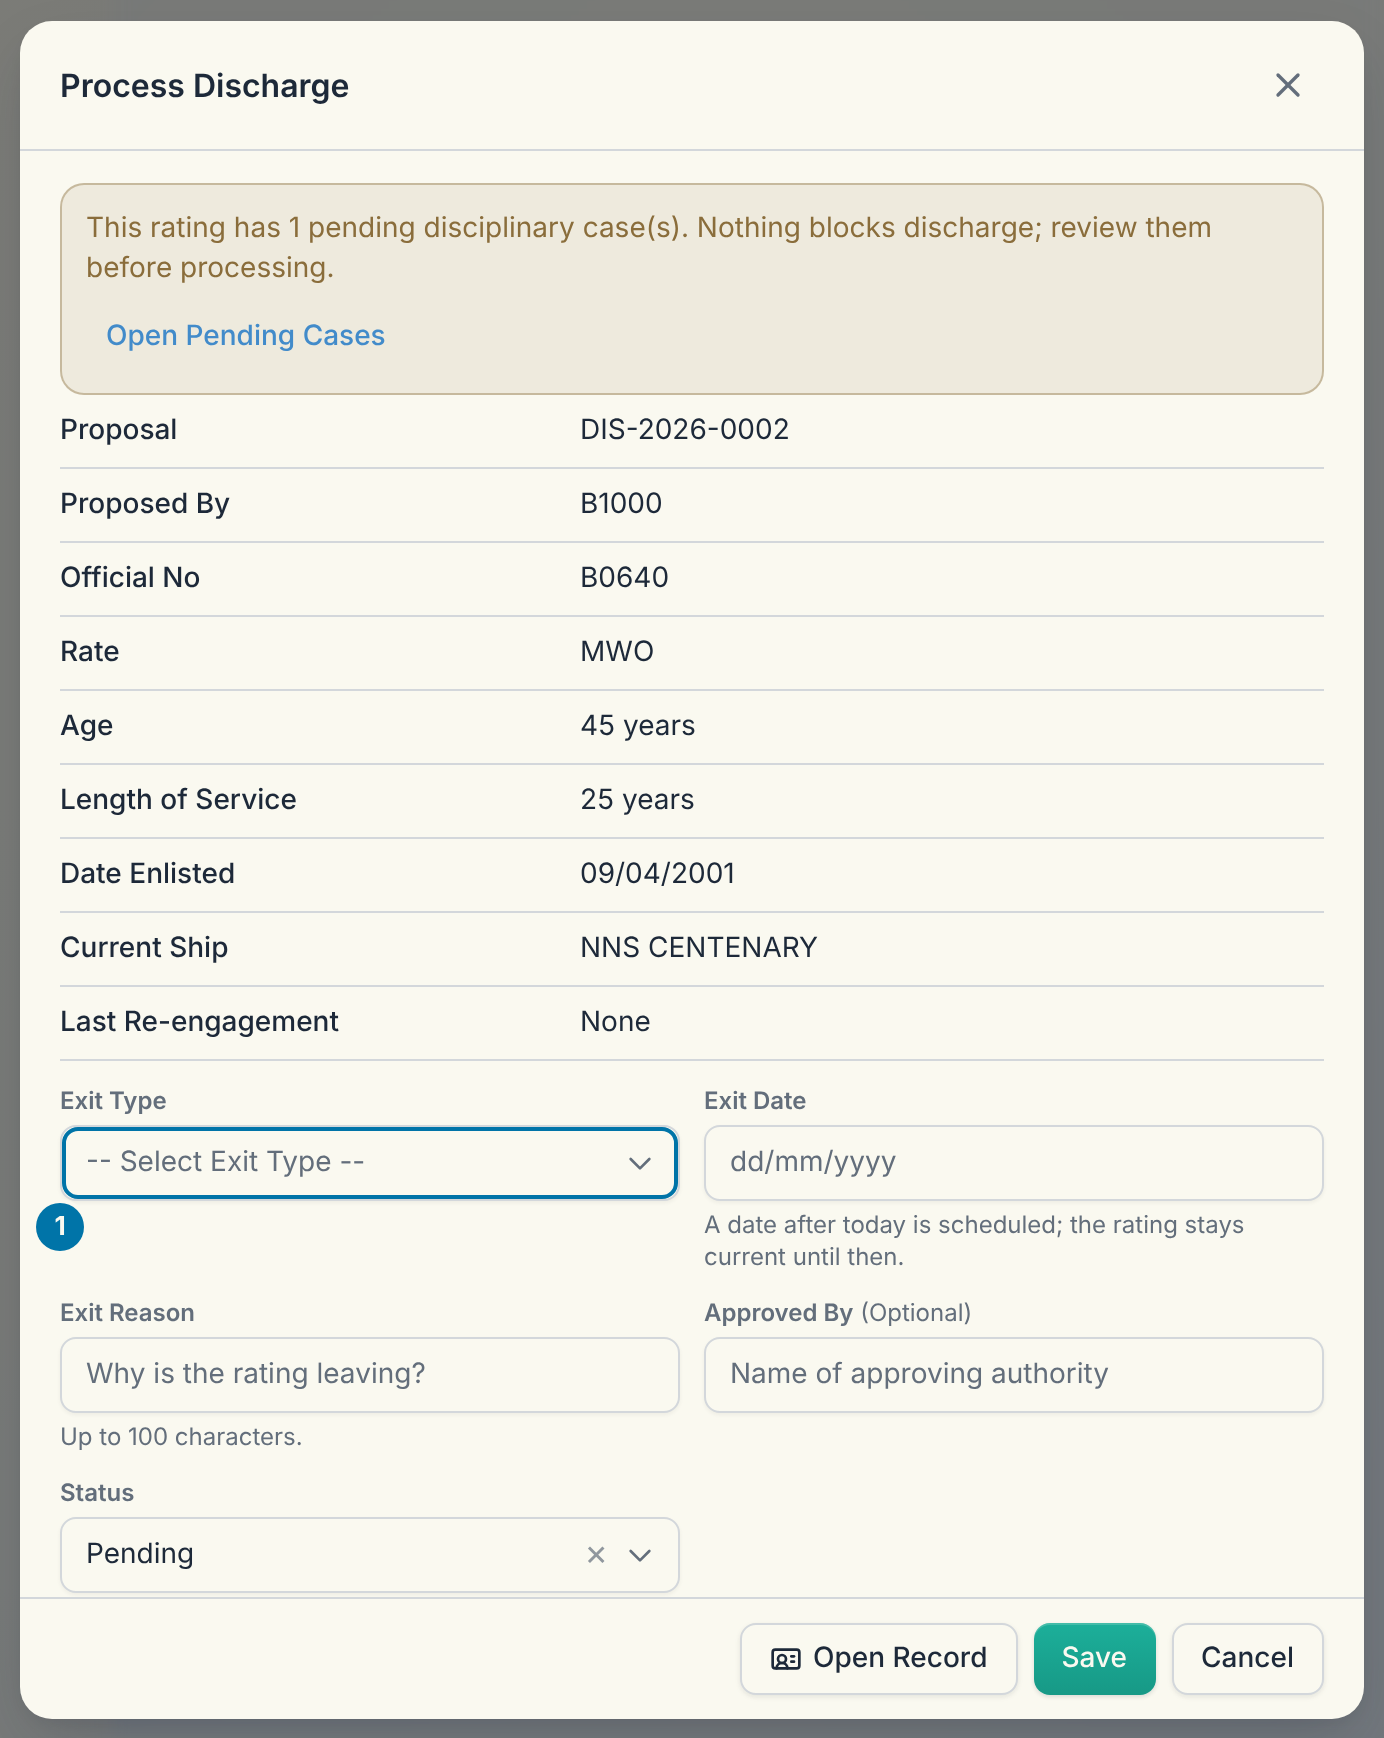 Process Discharge
This rating has 1 pending disciplinary case(s). Nothing blocks discharge; review them
before processing.
Open Pending Cases
Proposal DIS-2026-0002
Proposed By B1000
Official No B0640
Rate MWO
Age 45 years
Length of Service 25 years
Date Enlisted 09/04/2001
Current Ship NNS CENTENARY
Last Re-engagement None
Exit Type Exit Date
-- Select Exit Type -- dd/mm/yyyy
1
A date after today is scheduled; the rating stays
current until then.
Exit Reason Approved By (Optional)
Why is the rating leaving? Name of approving authority
Up to 100 characters.
Status
Pending
Open Record Save Cancel